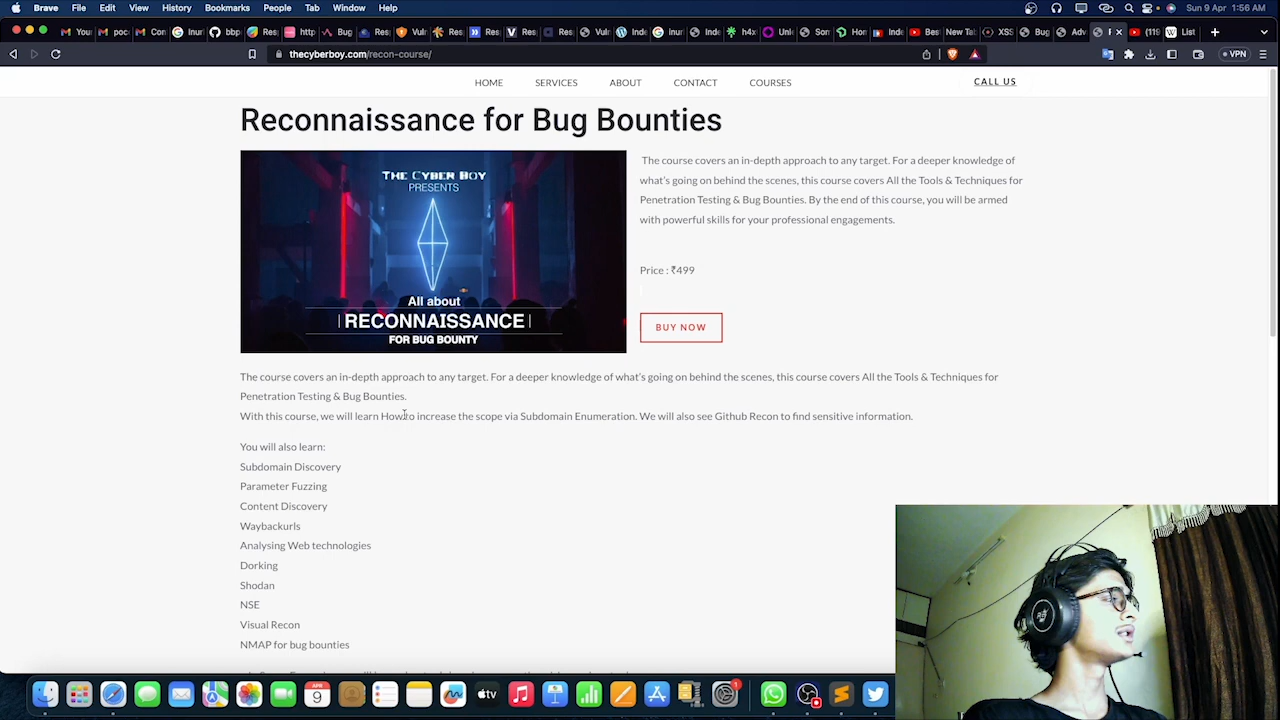 Brave File Edit View History Bookmarks People Tab Window Help Sun 9 Apr 1:56 AM
thecyberboy.com/recon-course/ VPN
HOME SERVICES ABOUT CONTACT COURSES CALL US
Reconnaissance for Bug Bounties
THE CYBER BOY
PRESENTS
All about
RECONNAISSANCE
FOR BUG BOUNTY
The course covers an in-depth approach to any target. For a deeper knowledge of
what's going on behind the scenes, this course covers All the Tools & Techniques for
Penetration Testing & Bug Bounties. By the end of this course, you will be armed
with powerful skills for your professional engagements.
Price : ₹499
BUY NOW
The course covers an in-depth approach to any target. For a deeper knowledge of what's going on behind the scenes, this course covers All the Tools & Techniques for
Penetration Testing & Bug Bounties.
With this course, we will learn How to increase the scope via Subdomain Enumeration. We will also see Github Recon to find sensitive information.
You will also learn:
Subdomain Discovery
Parameter Fuzzing
Content Discovery
Waybackurls
Analysing Web technologies
Dorking
Shodan
NSE
Visual Recon
NMAP for bug bounties
APR
9
tv
1